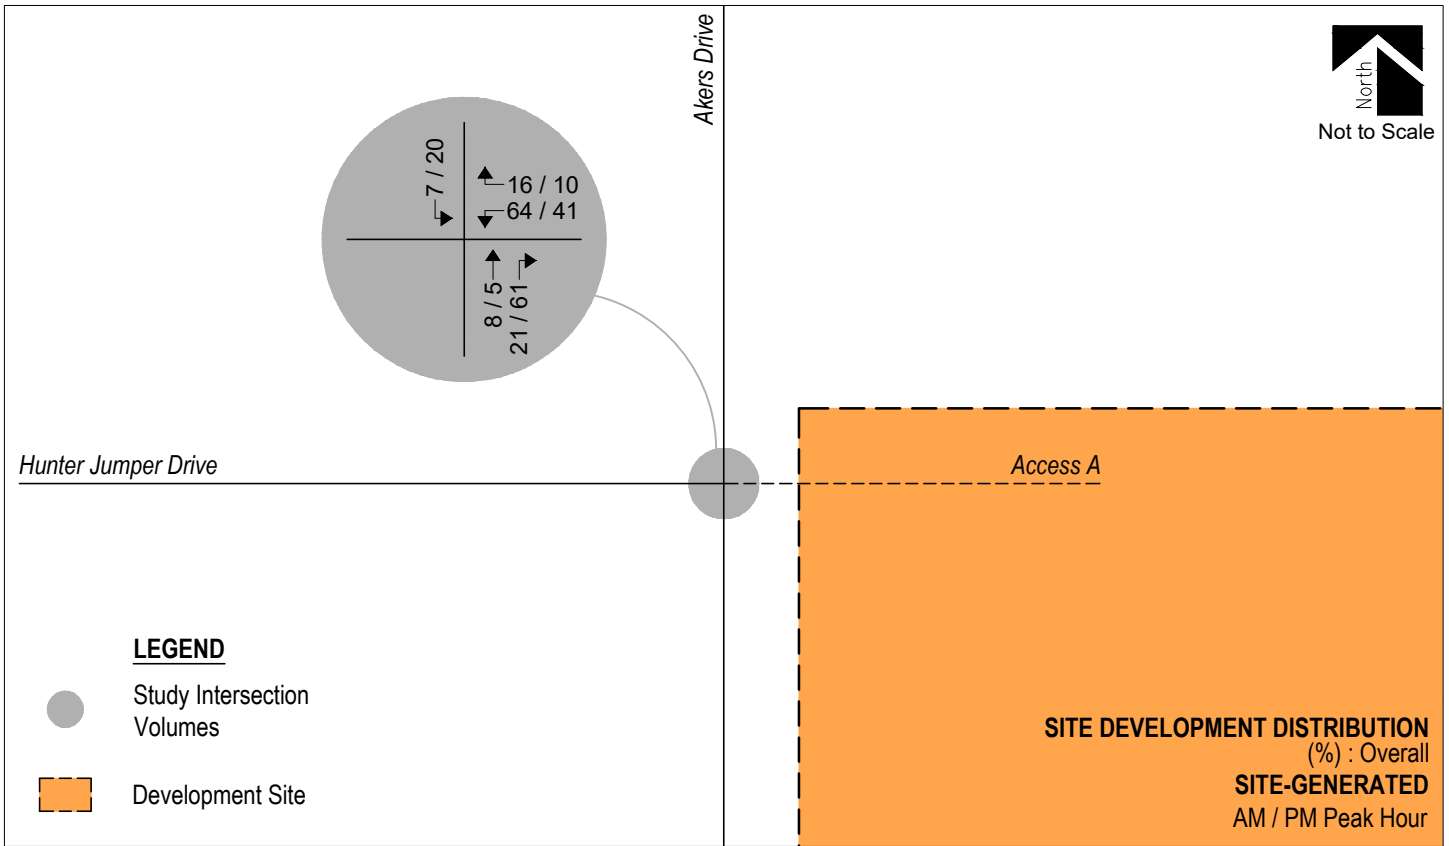 Akers Drive
North
Not to Scale
7 / 20
16 / 10
64 / 41
8 / 5
21 / 61
Hunter Jumper Drive
Access A
LEGEND
Study Intersection
Volumes
Development Site
SITE DEVELOPMENT DISTRIBUTION
(%) : Overall
SITE-GENERATED
AM / PM Peak Hour